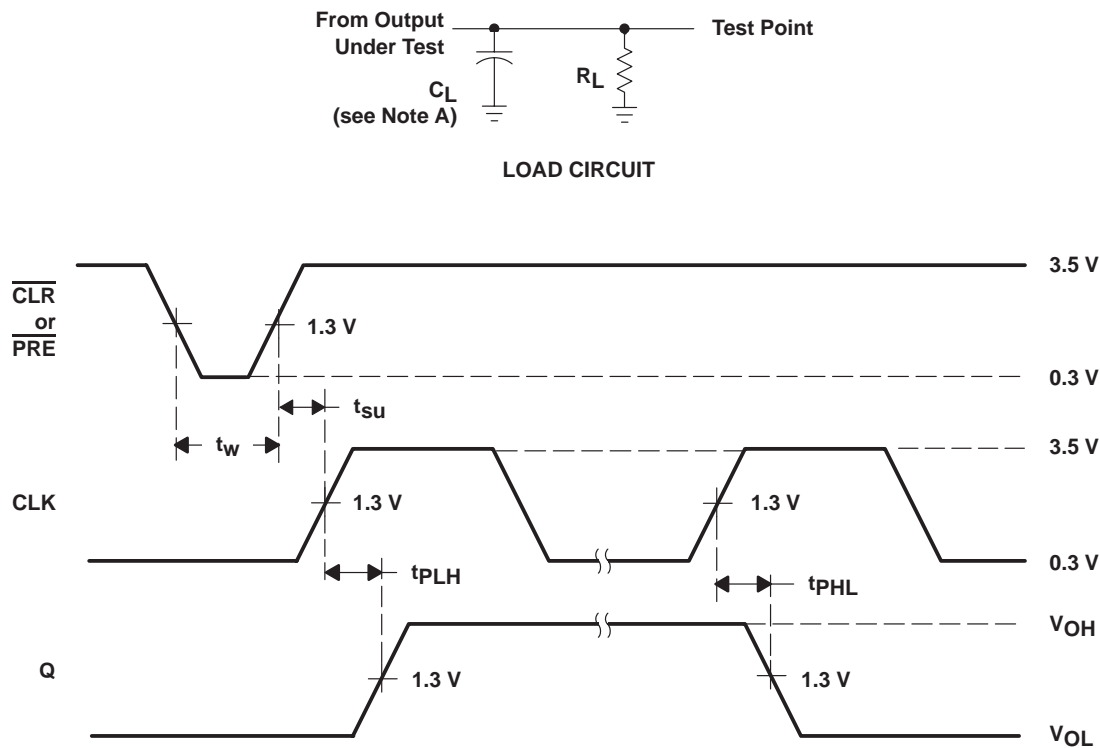 From Output
Under Test
Test Point
CL
(see Note A)
RL
LOAD CIRCUIT
CLR
or
PRE
3.5 V
1.3 V
0.3 V
tsu
tw
CLK
3.5 V
1.3 V
1.3 V
0.3 V
tPLH
tPHL
Q
VOH
1.3 V
1.3 V
VOL